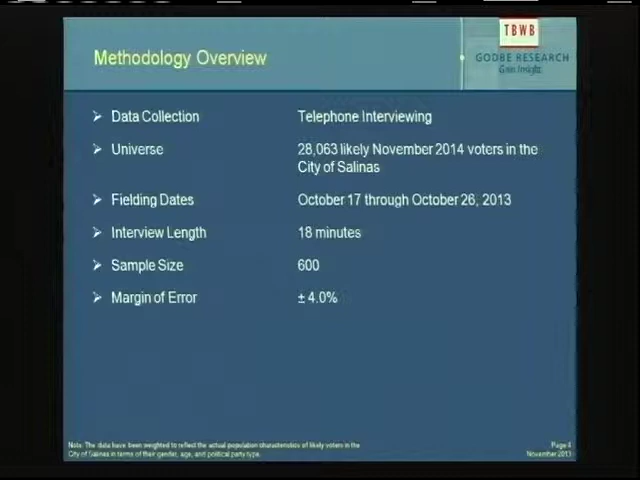 Methodology Overview
TBWB
GODBE RESEARCH
Gain Insight
Data Collection Telephone Interviewing
Universe 28,063 likely November 2014 voters in the
City of Salinas
Fielding Dates October 17 through October 26, 2013
Interview Length 18 minutes
Sample Size 600
Margin of Error ± 4.0%
Note: The data have been weighted to reflect the actual population characteristics of likely voters in the
City of Salinas in terms of their gender, age, and political party type.
Page 4
November 2013